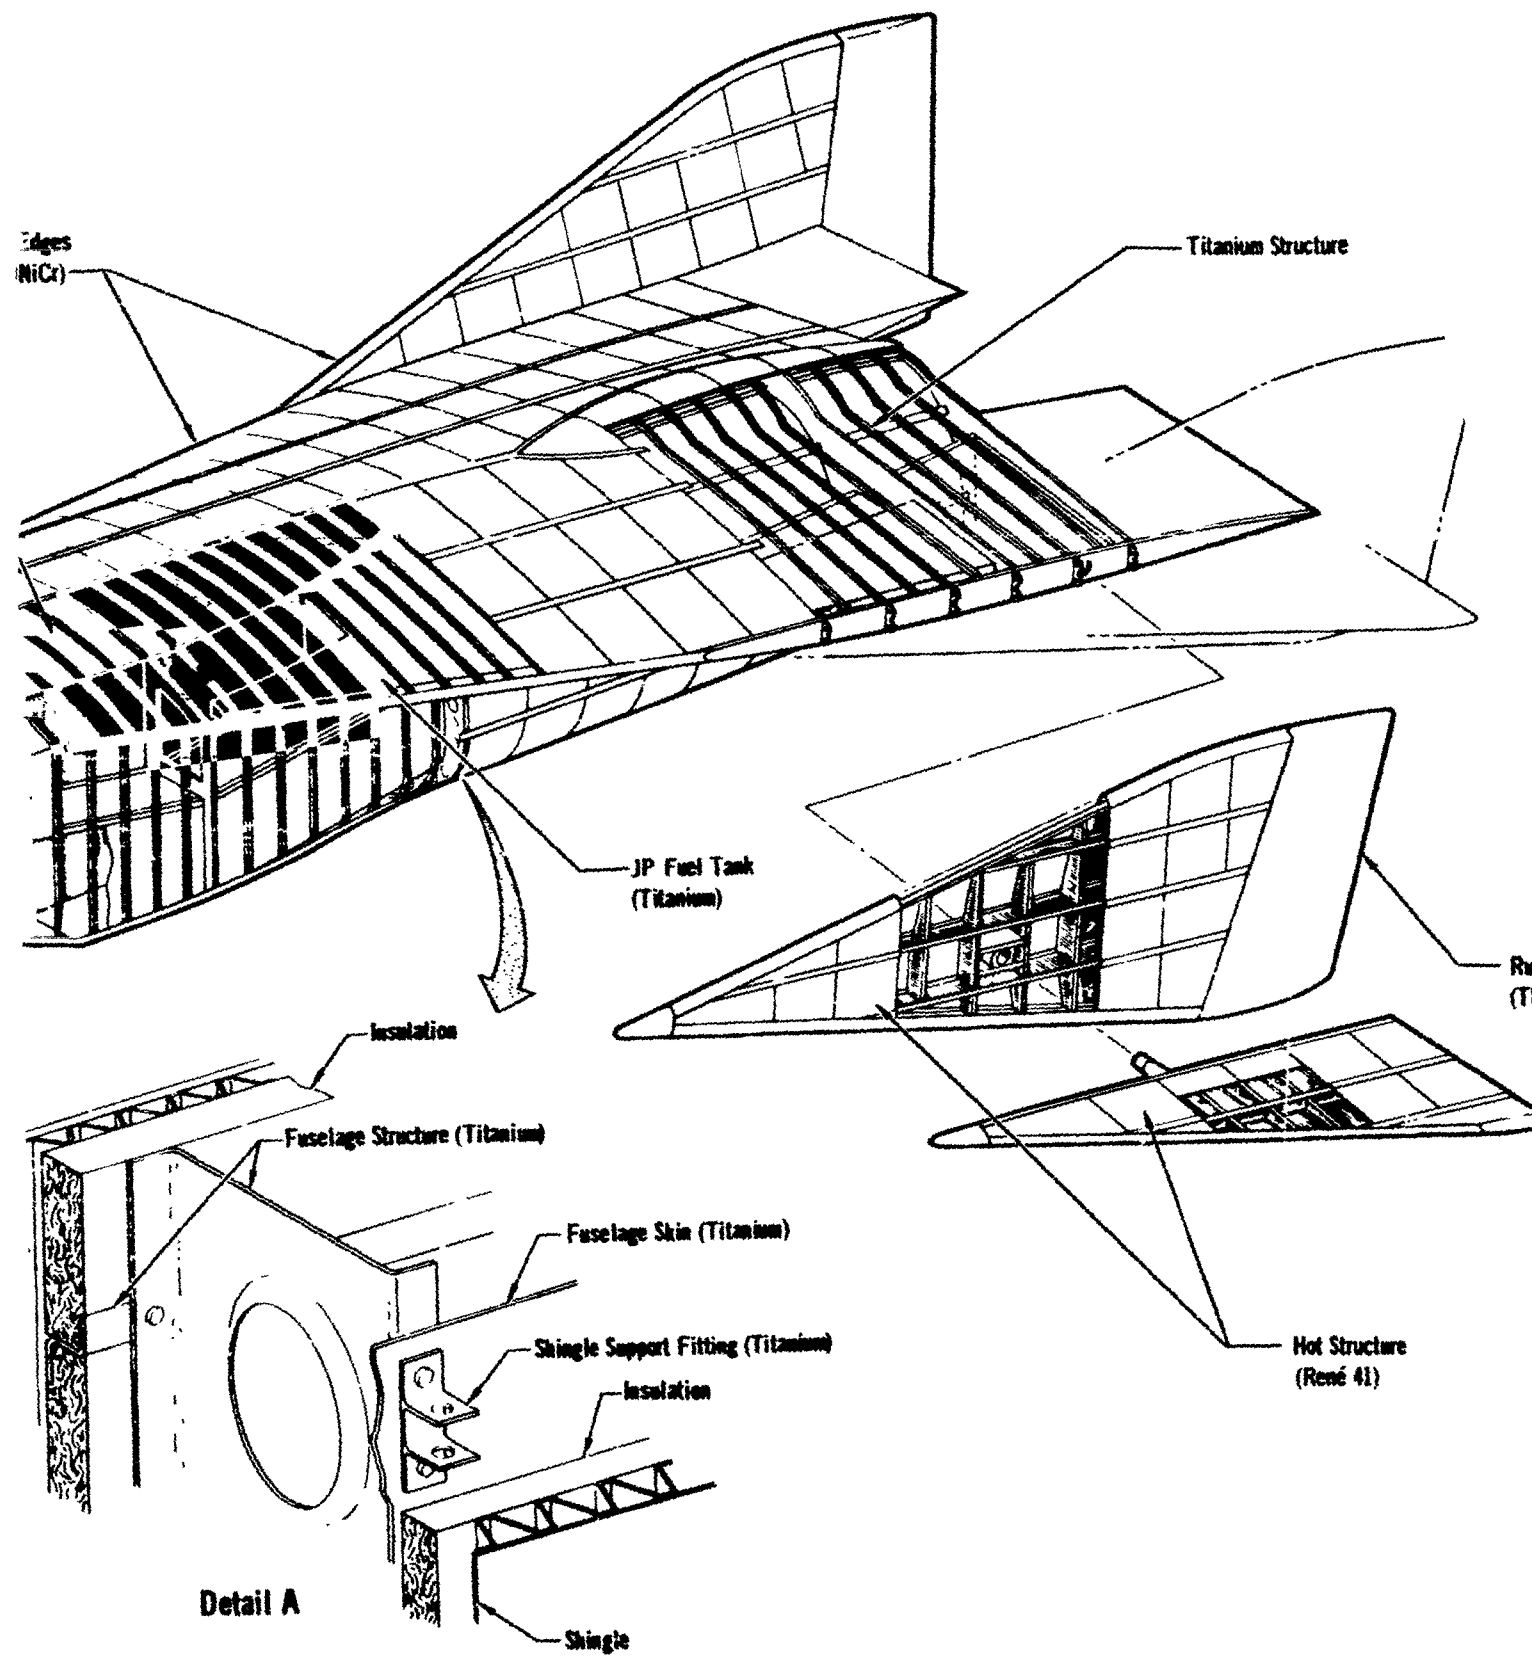 Edges
NiCr)
Titanium Structure
JP Fuel Tank
(Titanium)
Insulation
Fuselage Structure (Titanium)
Fuselage Skin (Titanium)
Shingle Support Fitting (Titanium)
Insulation
Hot Structure
(René 41)
Detail A
Shingle